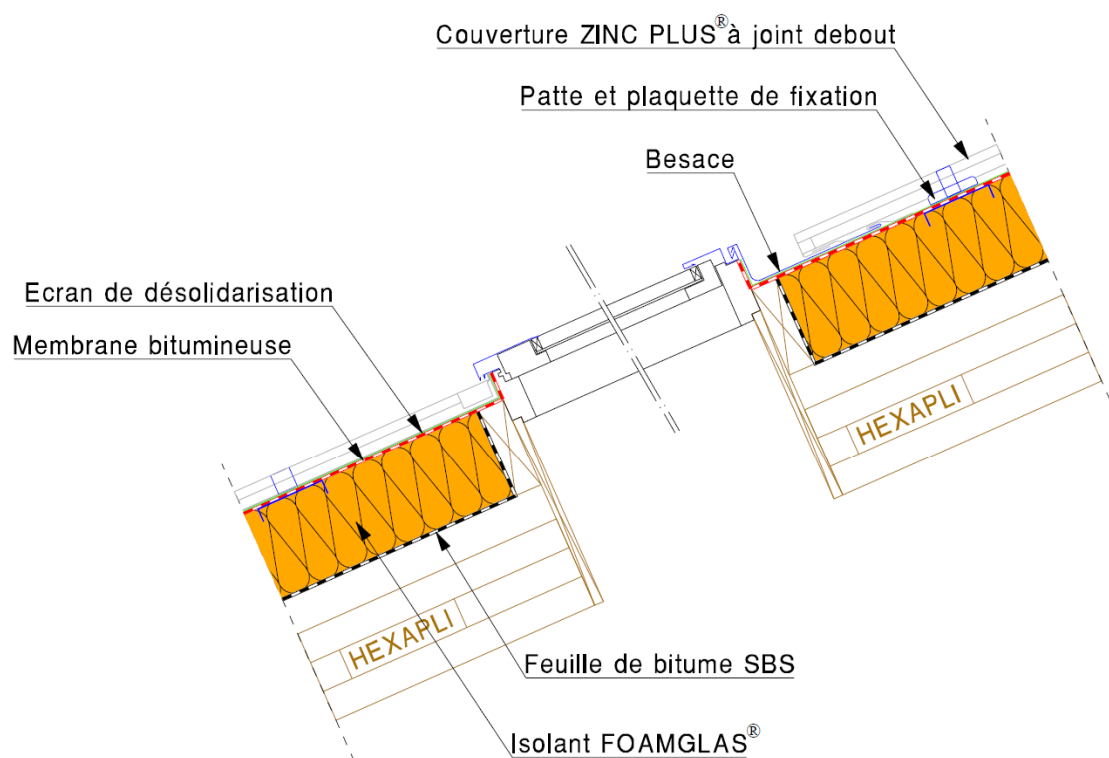 Couverture ZINC PLUS® à joint debout
Patte et plaquette de fixation
Besace
Ecran de désolidarisation
Membrane bitumineuse
HEXAPLI
HEXAPLI
Feuille de bitume SBS
Isolant FOAMGLAS®